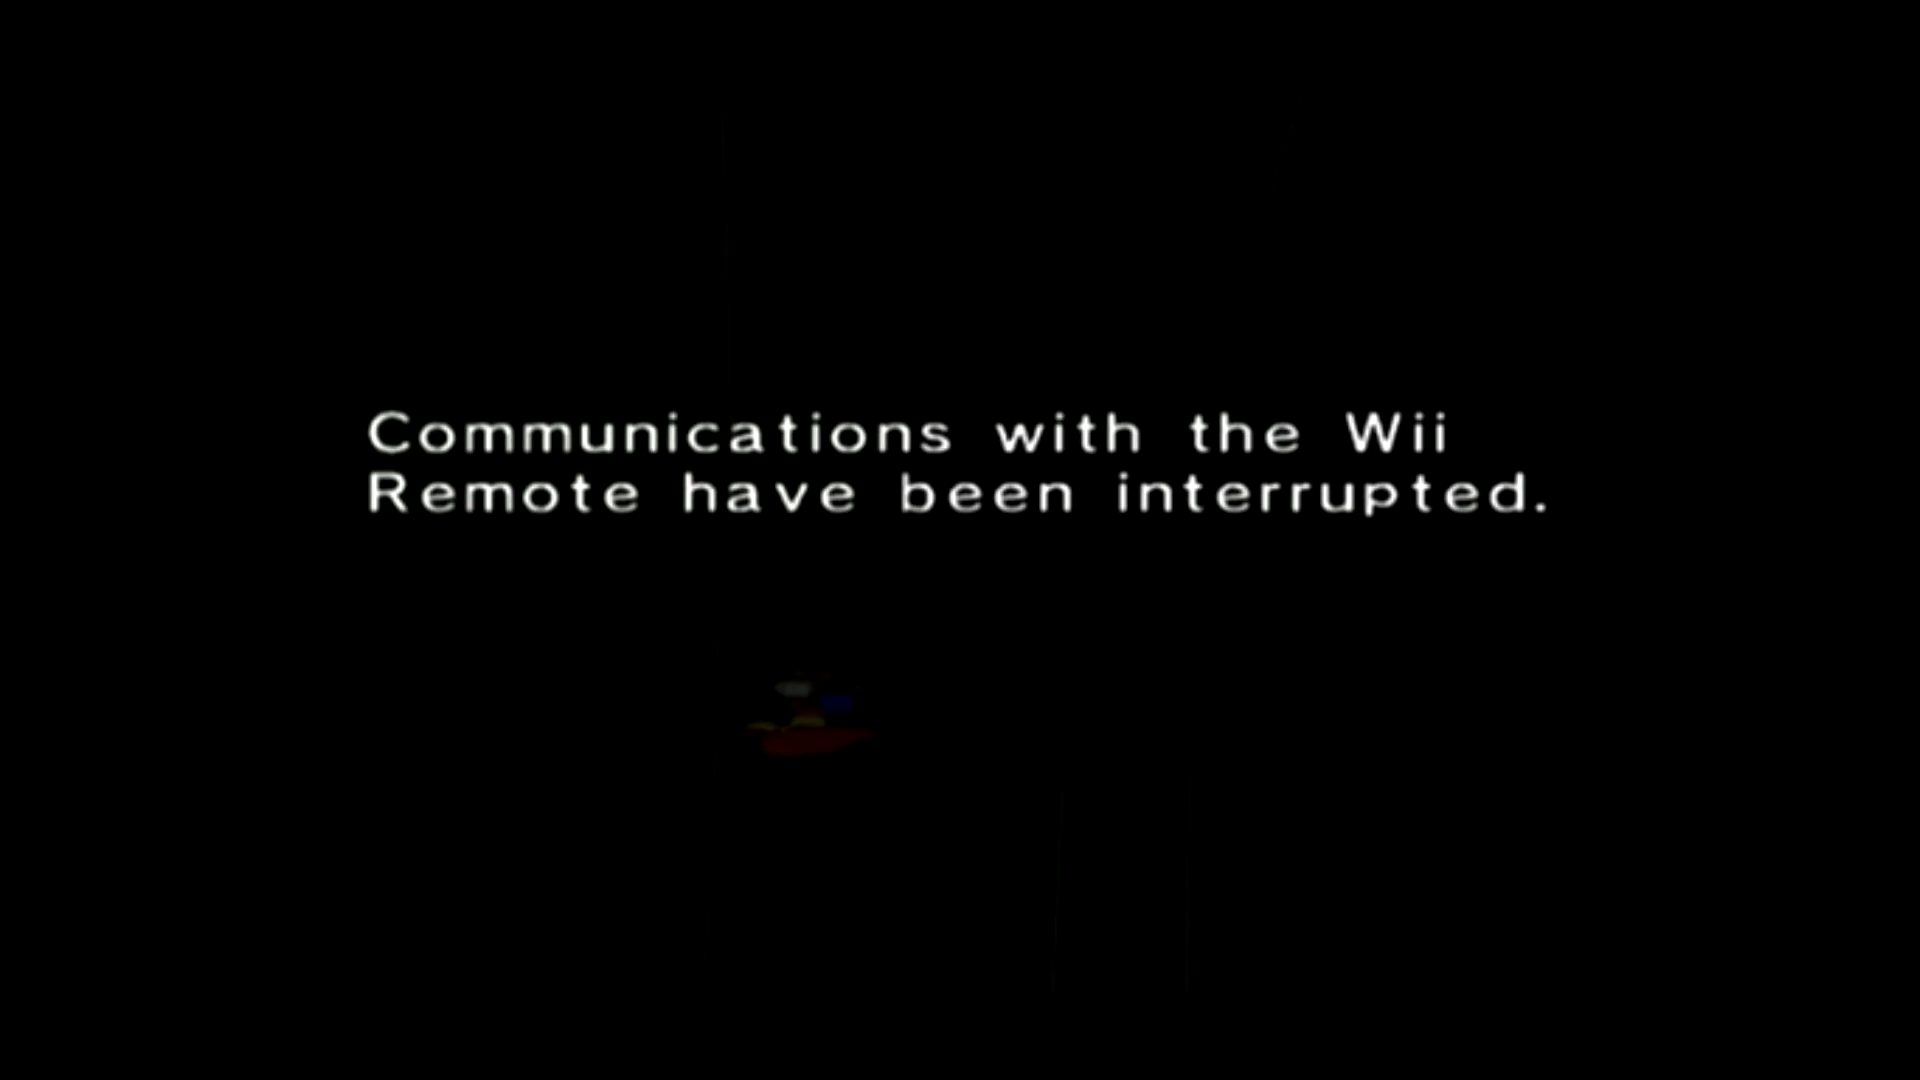 Communications with the Wii
Remote have been interrupted.